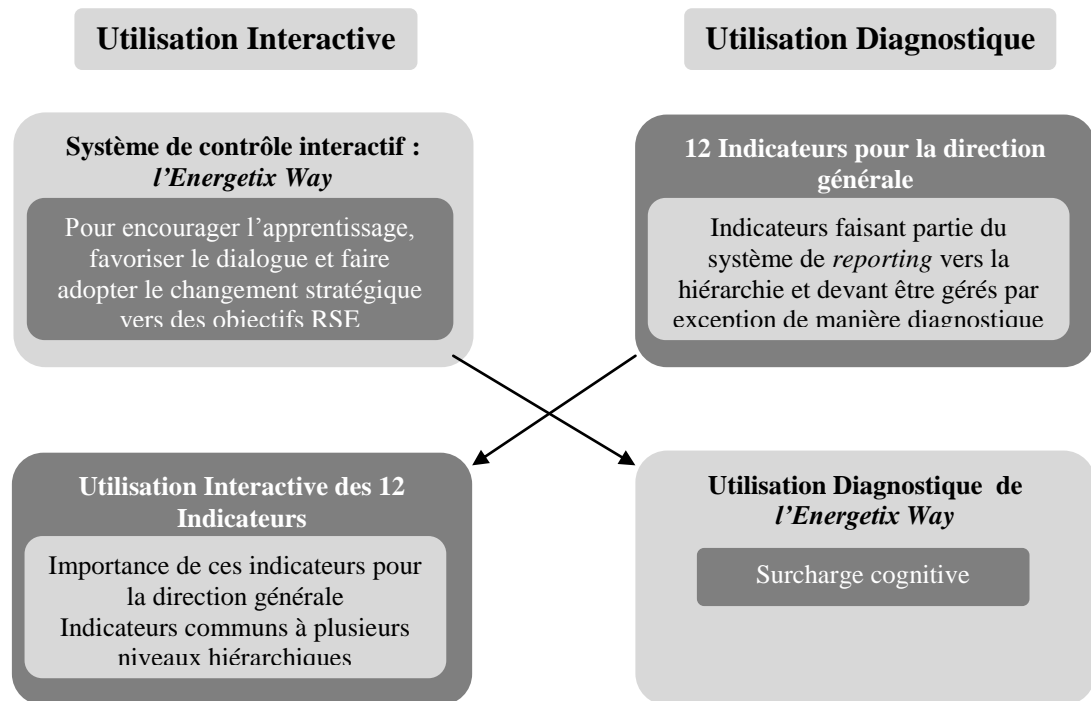 Utilisation Interactive
Utilisation Diagnostique
Système de contrôle interactif :
l’Energetix Way
Pour encourager l’apprentissage,
favoriser le dialogue et faire
adopter le changement stratégique
vers des objectifs RSE
12 Indicateurs pour la direction
générale
Indicateurs faisant partie du
système de reporting vers la
hiérarchie et devant être gérés par
exception de manière diagnostique
Utilisation Interactive des 12
Indicateurs
Importance de ces indicateurs pour
la direction générale
Indicateurs communs à plusieurs
niveaux hiérarchiques
Utilisation Diagnostique de
l’Energetix Way
Surcharge cognitive